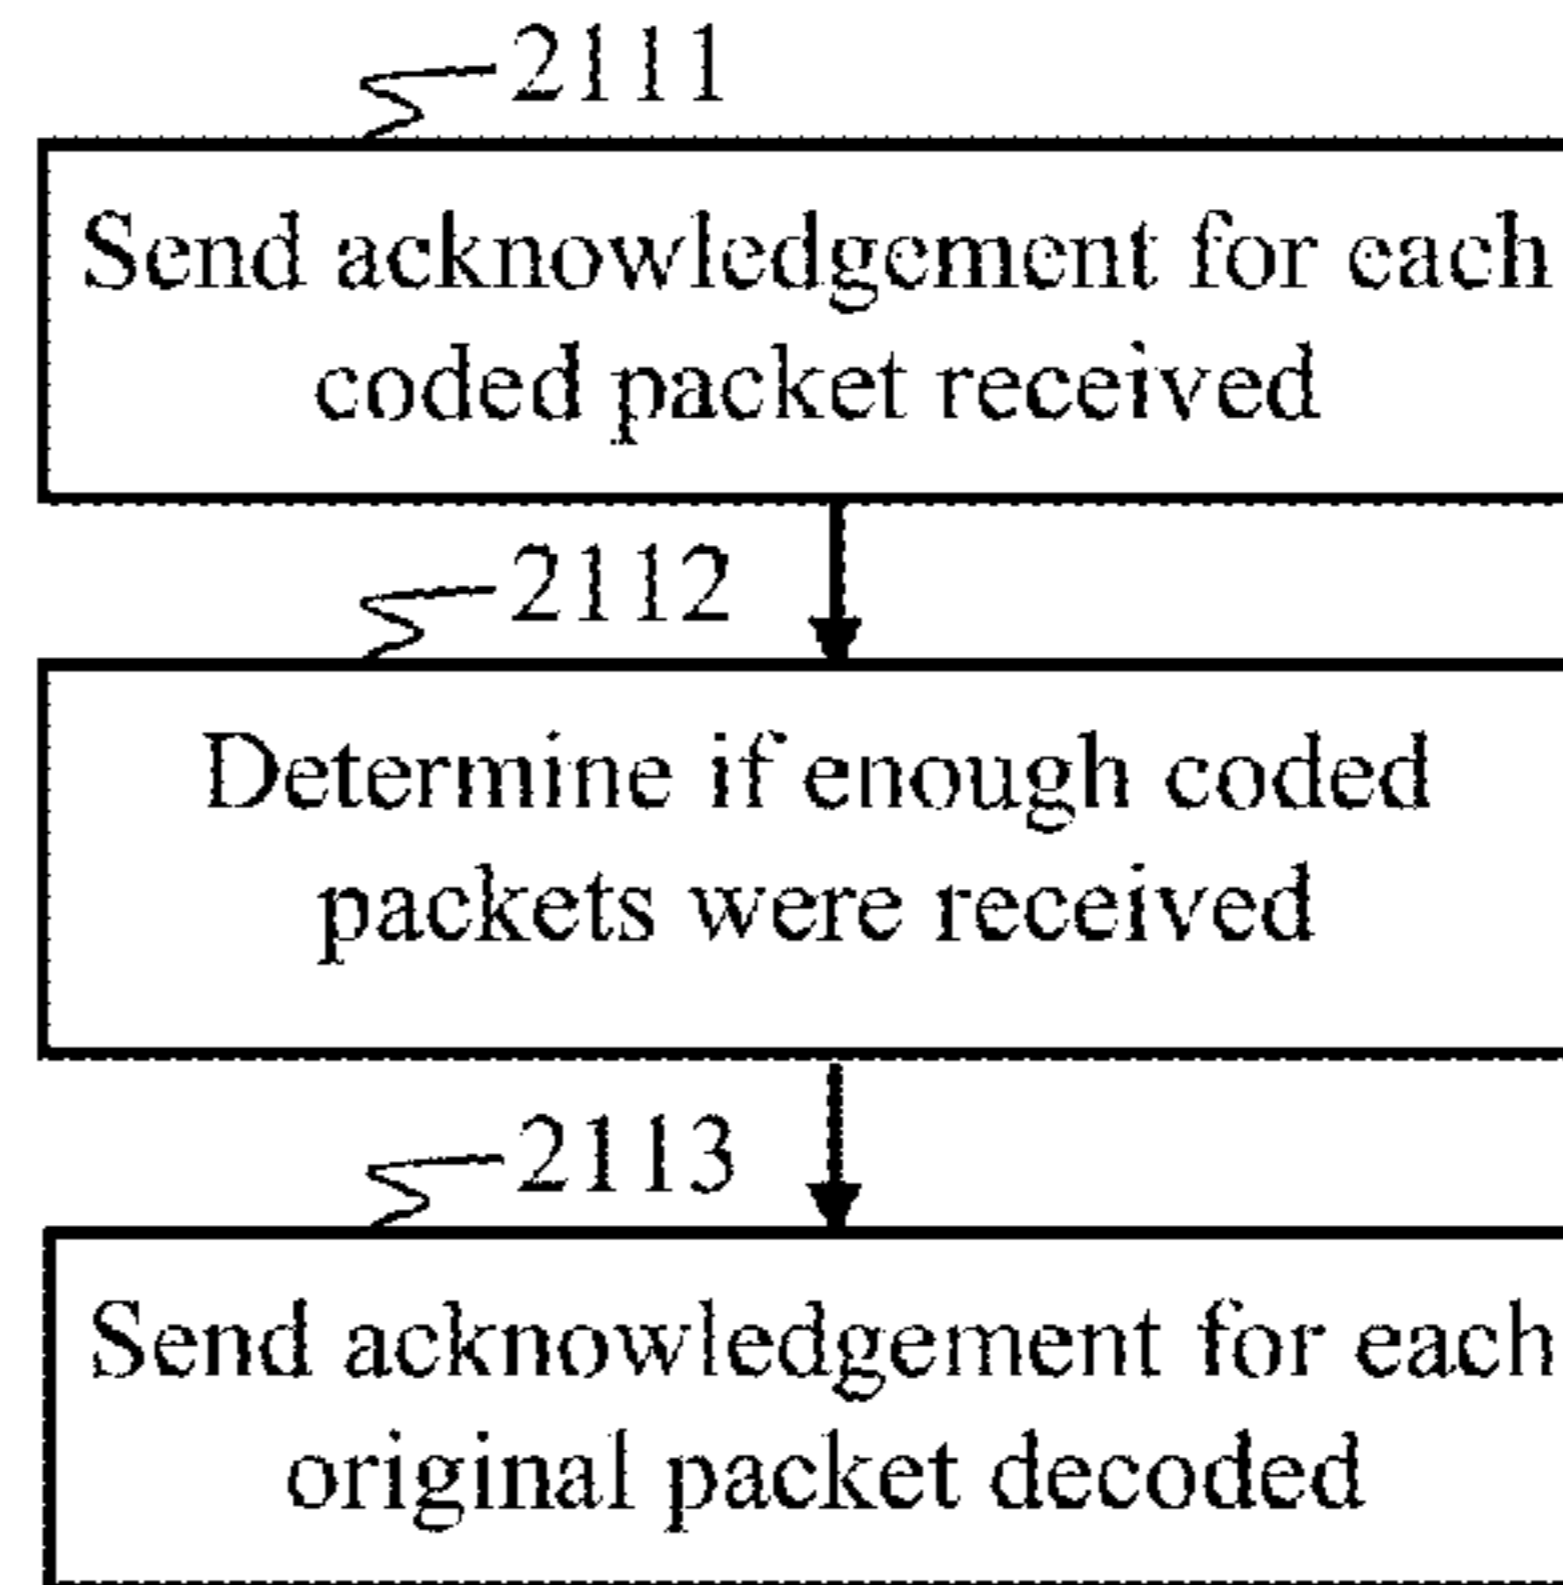 2111
Send acknowledgement for each
coded packet received
2112
Determine if enough coded
packets were received
2113
Send acknowledgement for each
original packet decoded